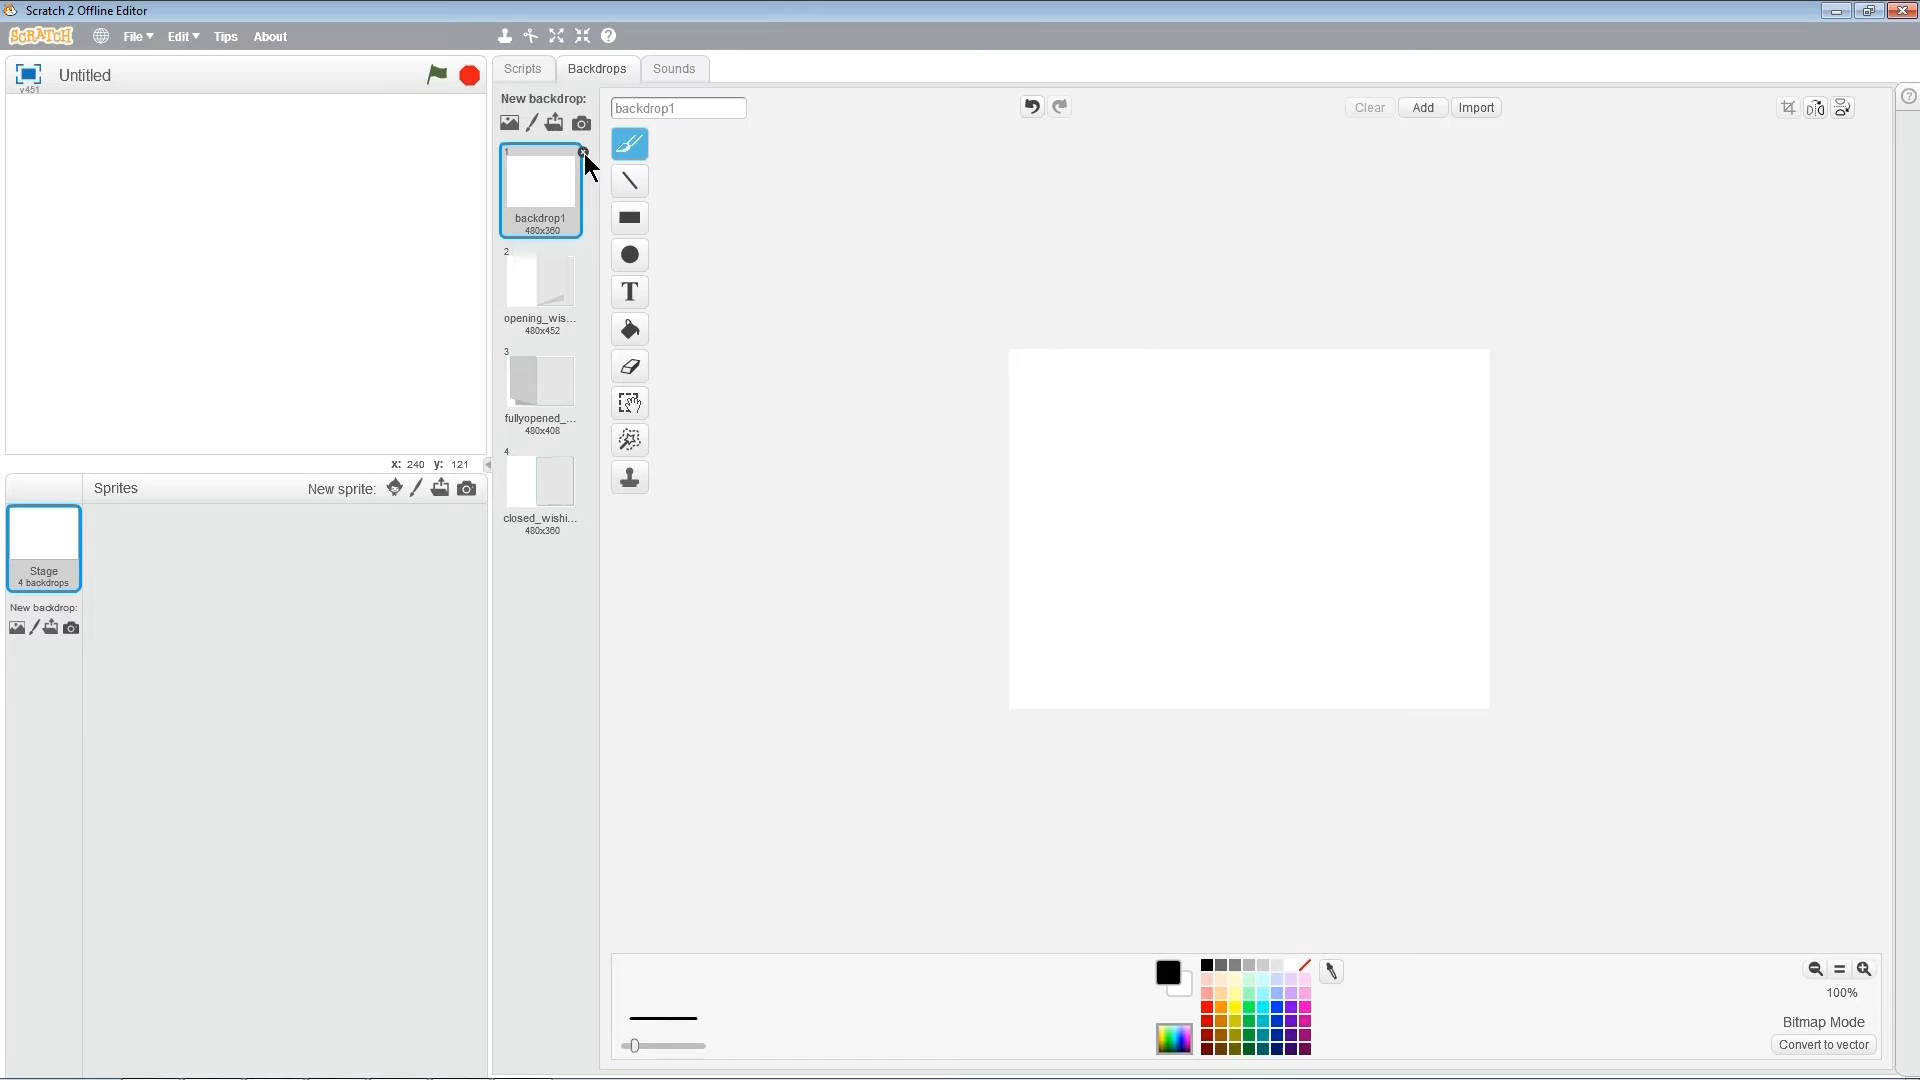 Scratch 2 Offline Editor
SCRATCH File Edit Tips About
v451 Untitled
Scripts Backdrops Sounds
New backdrop:
backdrop1
Clear Add Import
1
backdrop1
480x360
2
opening_wis...
480x452
3
fullyopened_...
480x408
4
closed_wishi...
480x360
x: 240 y: 121
Sprites New sprite:
Stage
4 backdrops
New backdrop:
T
100%
Bitmap Mode
Convert to vector